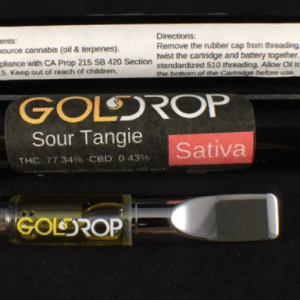 ents:
ource cannabis (oil & terpenes).
pliance with CA Prop 215 SB 420 Section
5. Keep out of reach of children.
Directions:
Remove the rubber cap from threading,
twist the cartridge and battery together.
standardized 510 threading. Allow Oil to
the bottom of the Cartridge before use.
GOLDROP
Sour Tangie
THC: 77.34% CBD: 0.43%
Sativa
GOLDROP